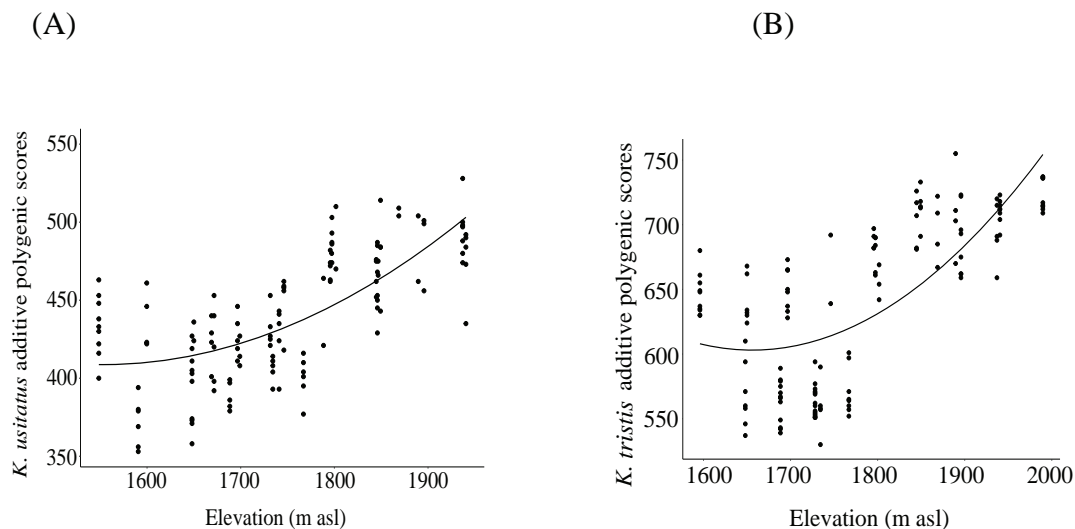 (A)
(B)
K. usitatus additive polygenic scores
550
500
450
400
350
1600 1700 1800 1900
Elevation (m asl)
K. tristis additive polygenic scores
750
700
650
600
550
1600 1700 1800 1900 2000
Elevation (m asl)